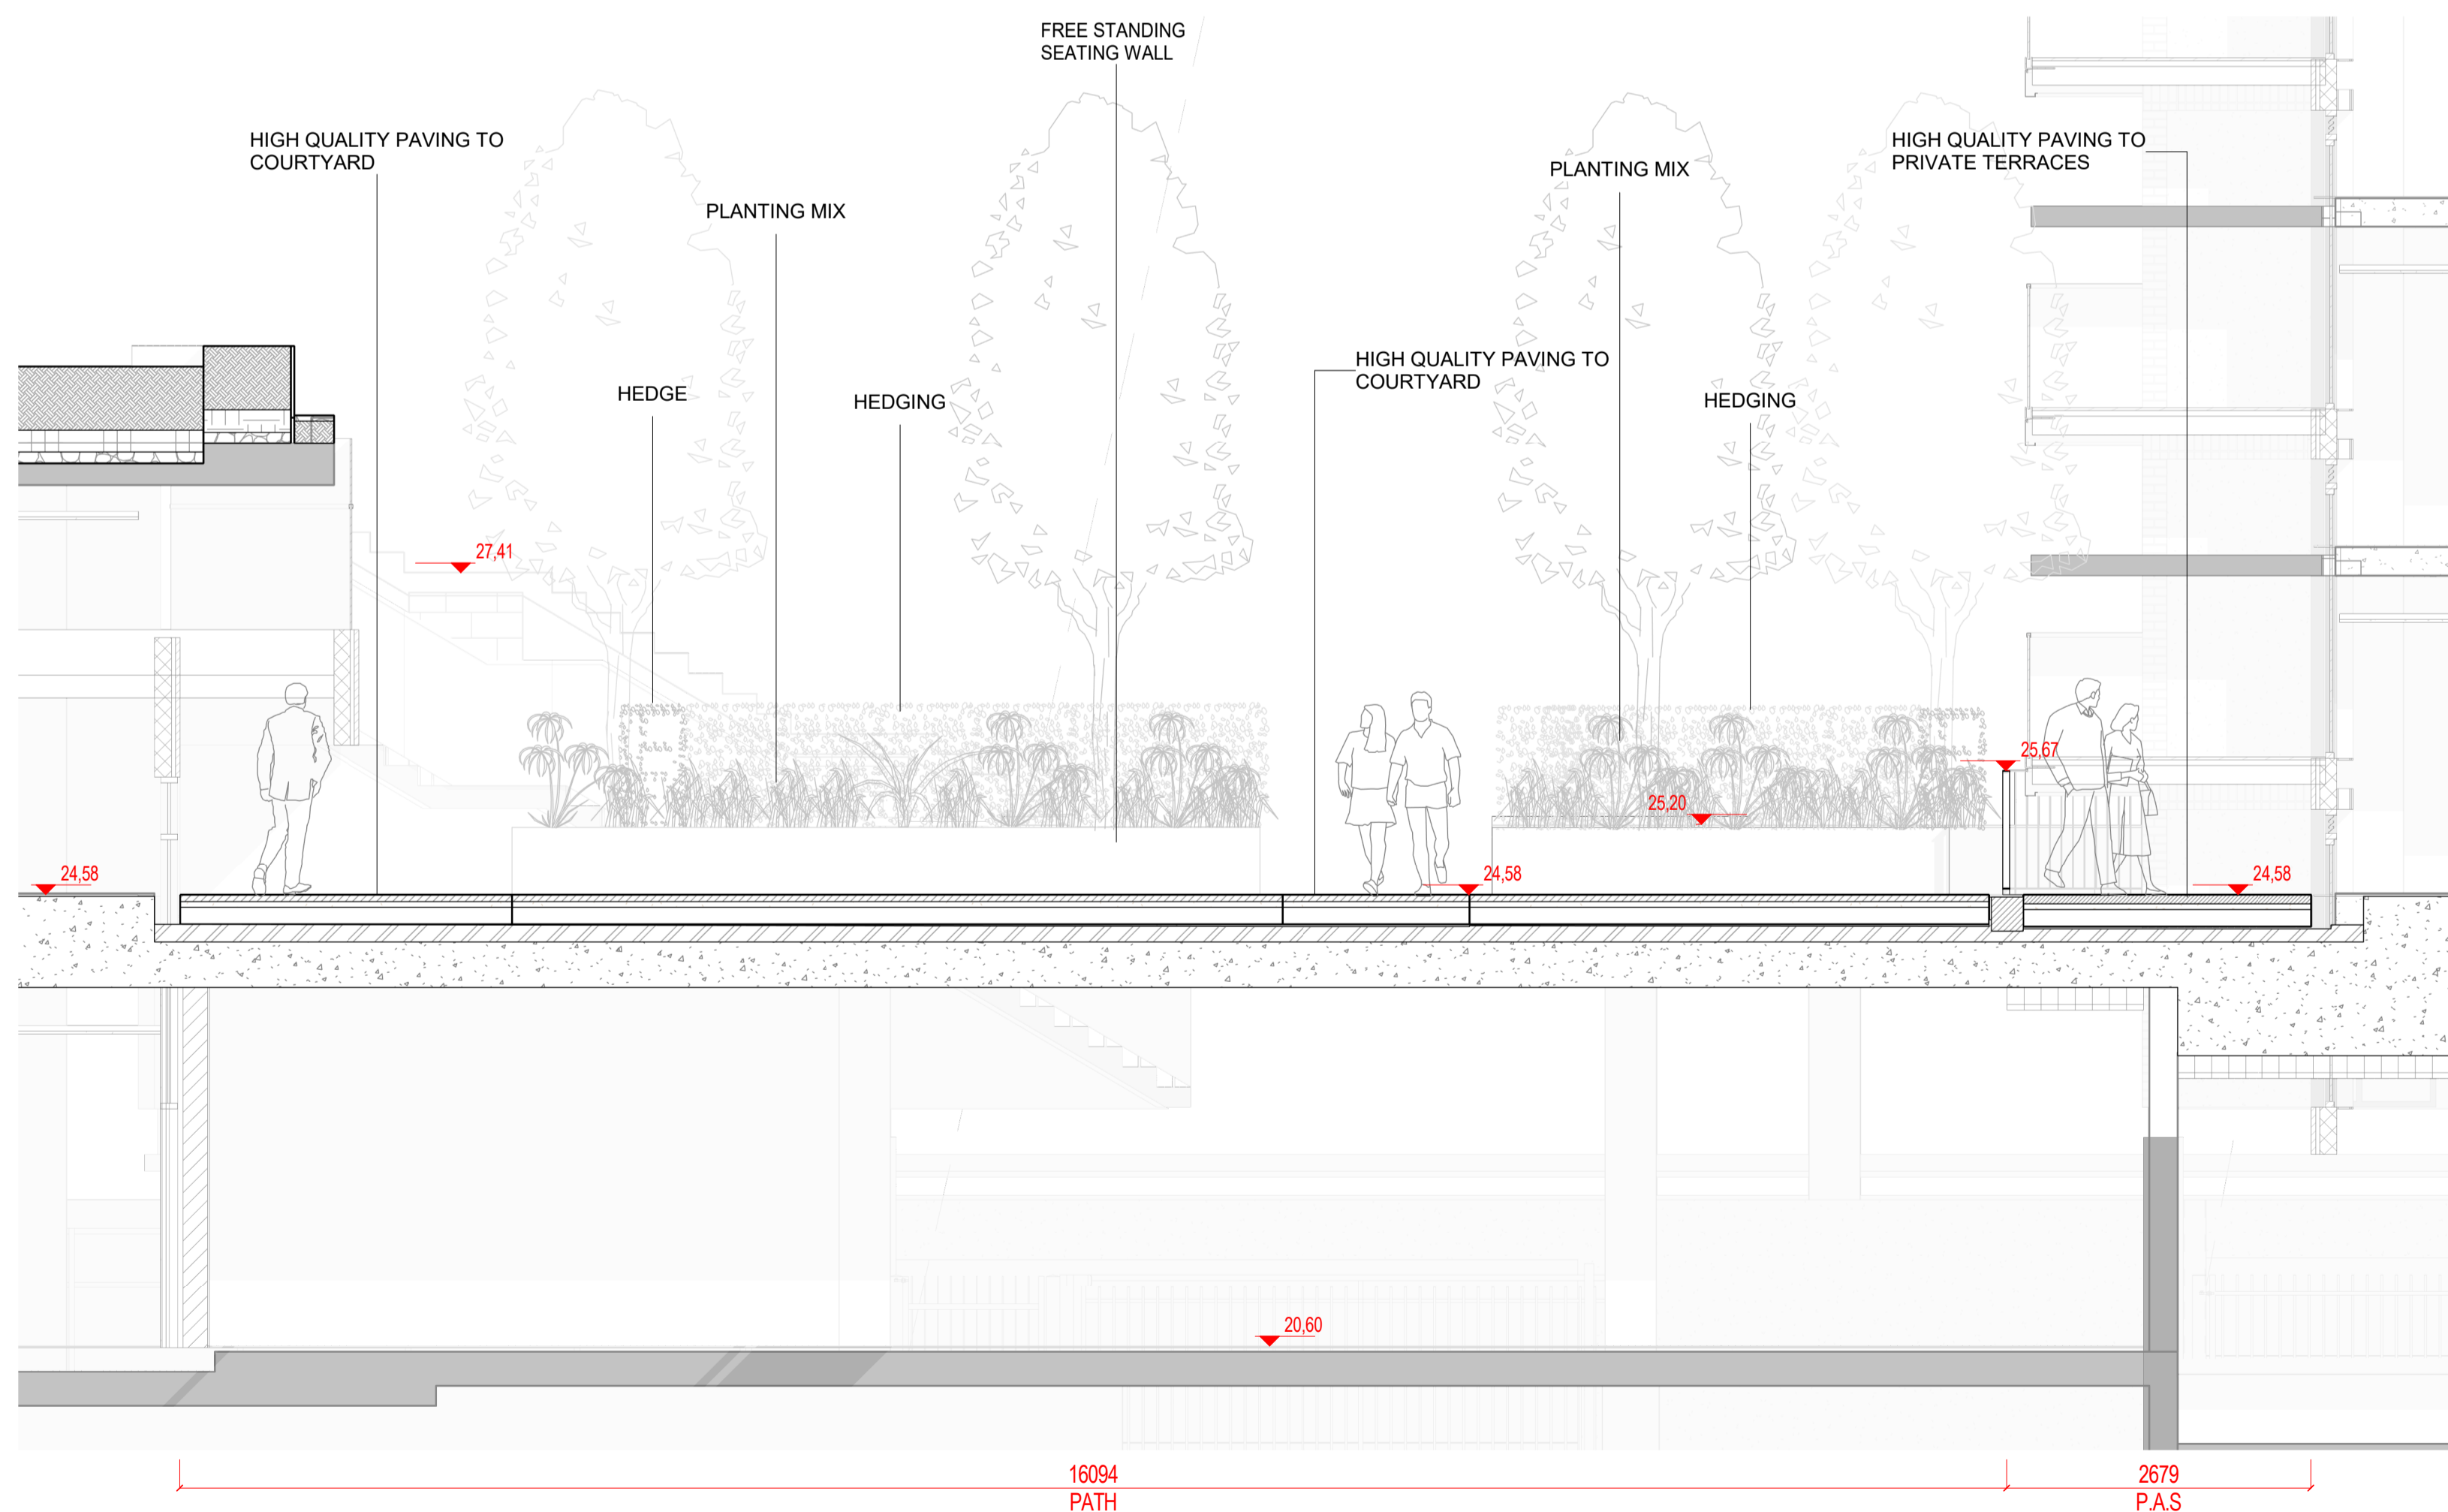 FREE STANDING
SEATING WALL
HIGH QUALITY PAVING TO
COURTYARD
HIGH QUALITY PAVING TO
PRIVATE TERRACES
PLANTING MIX
PLANTING MIX
HIGH QUALITY PAVING TO
COURTYARD
HEDGE
HEDGING
HEDGING
27,41
25,67
25,20
24,58
24,58
24,58
20,60
16094
PATH
2679
P.A.S